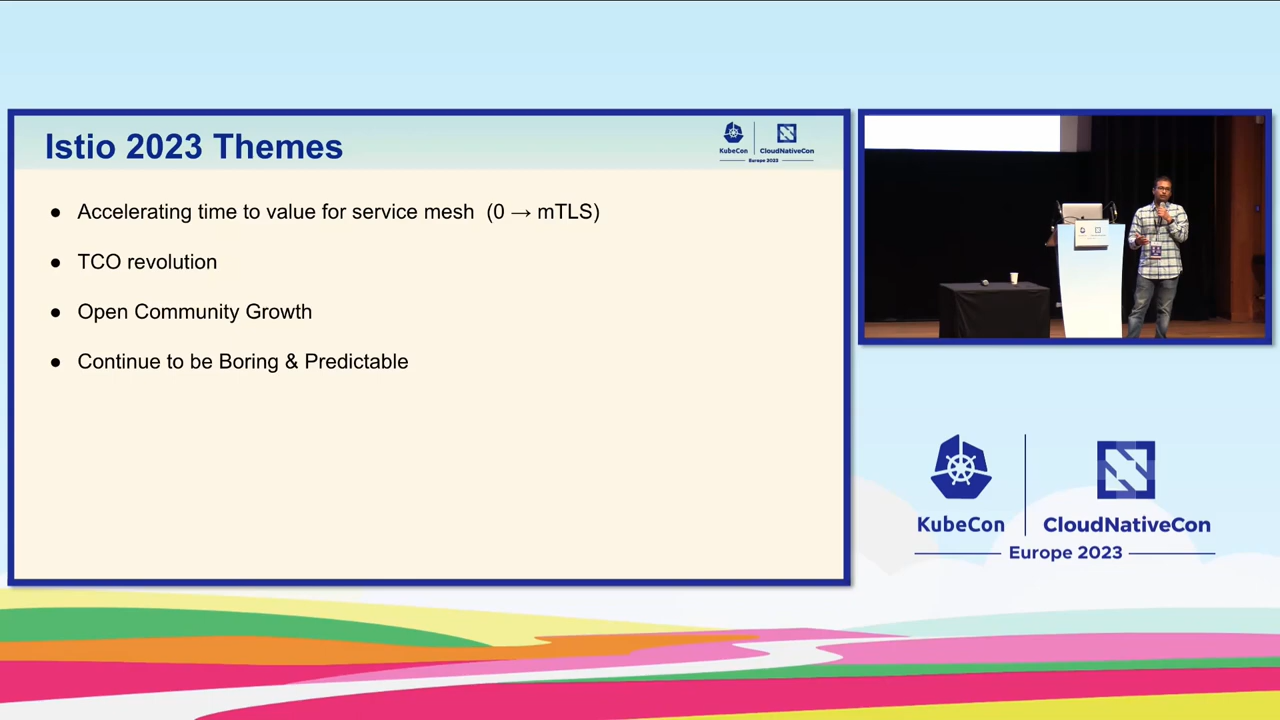 Istio 2023 Themes
KubeCon
CloudNativeCon
Europe 2023
● Accelerating time to value for service mesh (0 → mTLS)
● TCO revolution
● Open Community Growth
● Continue to be Boring & Predictable
KubeCon
CloudNativeCon
Europe 2023